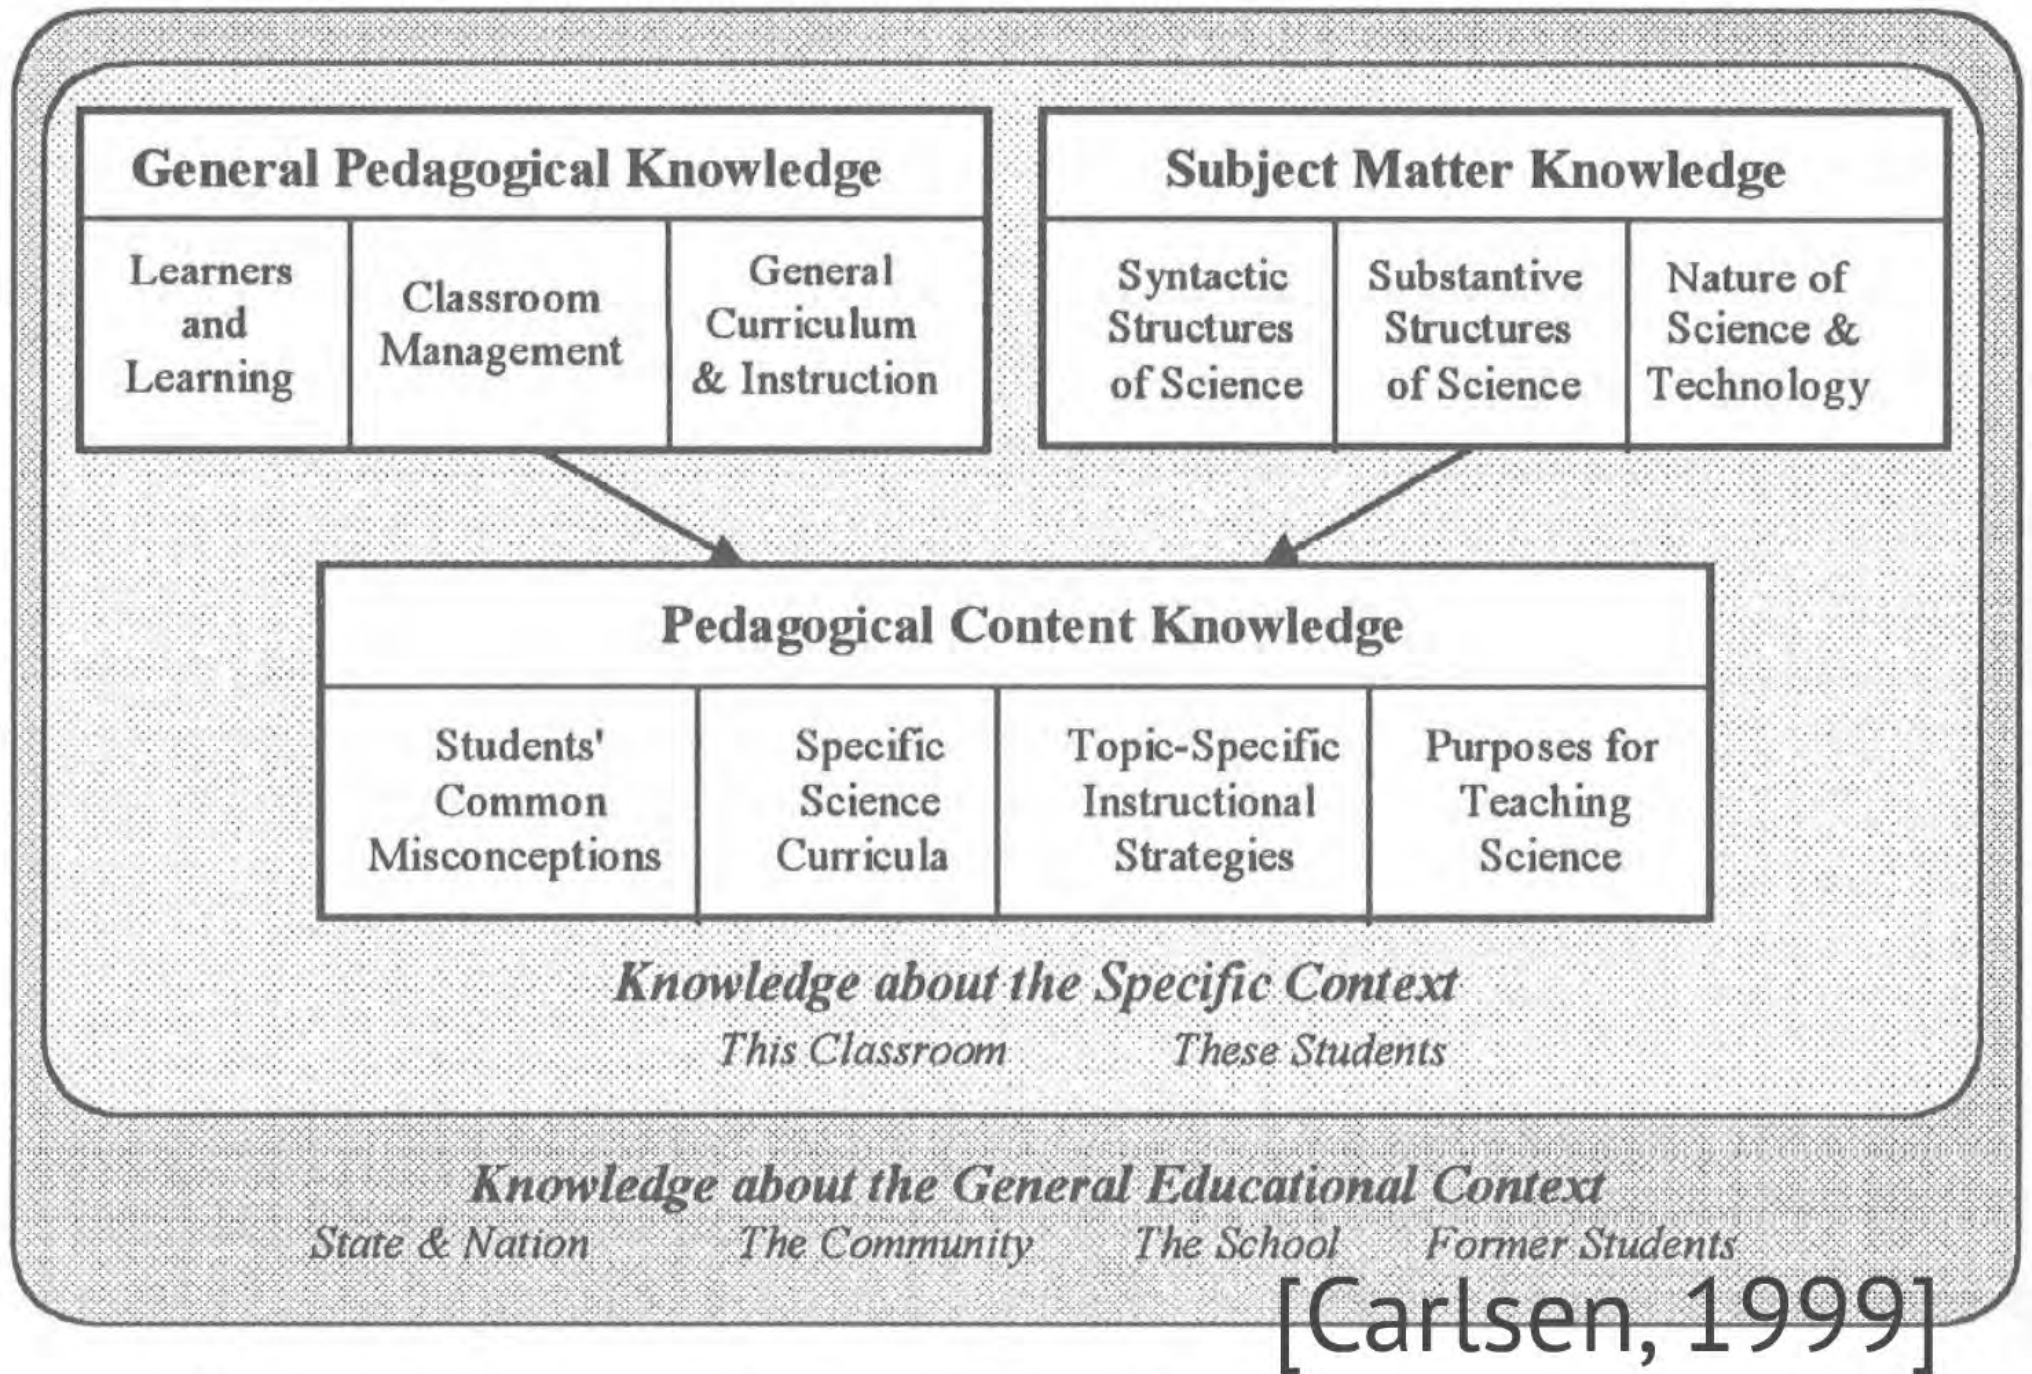 General Pedagogical Knowledge
Learners
and
Learning
Classroom
Management
General
Curriculum
& Instruction
Subject Matter Knowledge
Syntactic
Structures
of Science
Substantive
Structures
of Science
Nature of
Science &
Technology
Pedagogical Content Knowledge
Students'
Common
Misconceptions
Specific
Science
Curricula
Topic-Specific
Instructional
Strategies
Purposes for
Teaching
Science
Knowledge about the Specific Context
This Classroom These Students
Knowledge about the General Educational Context
State & Nation The Community The School Former Students
[Carlsen, 1999]